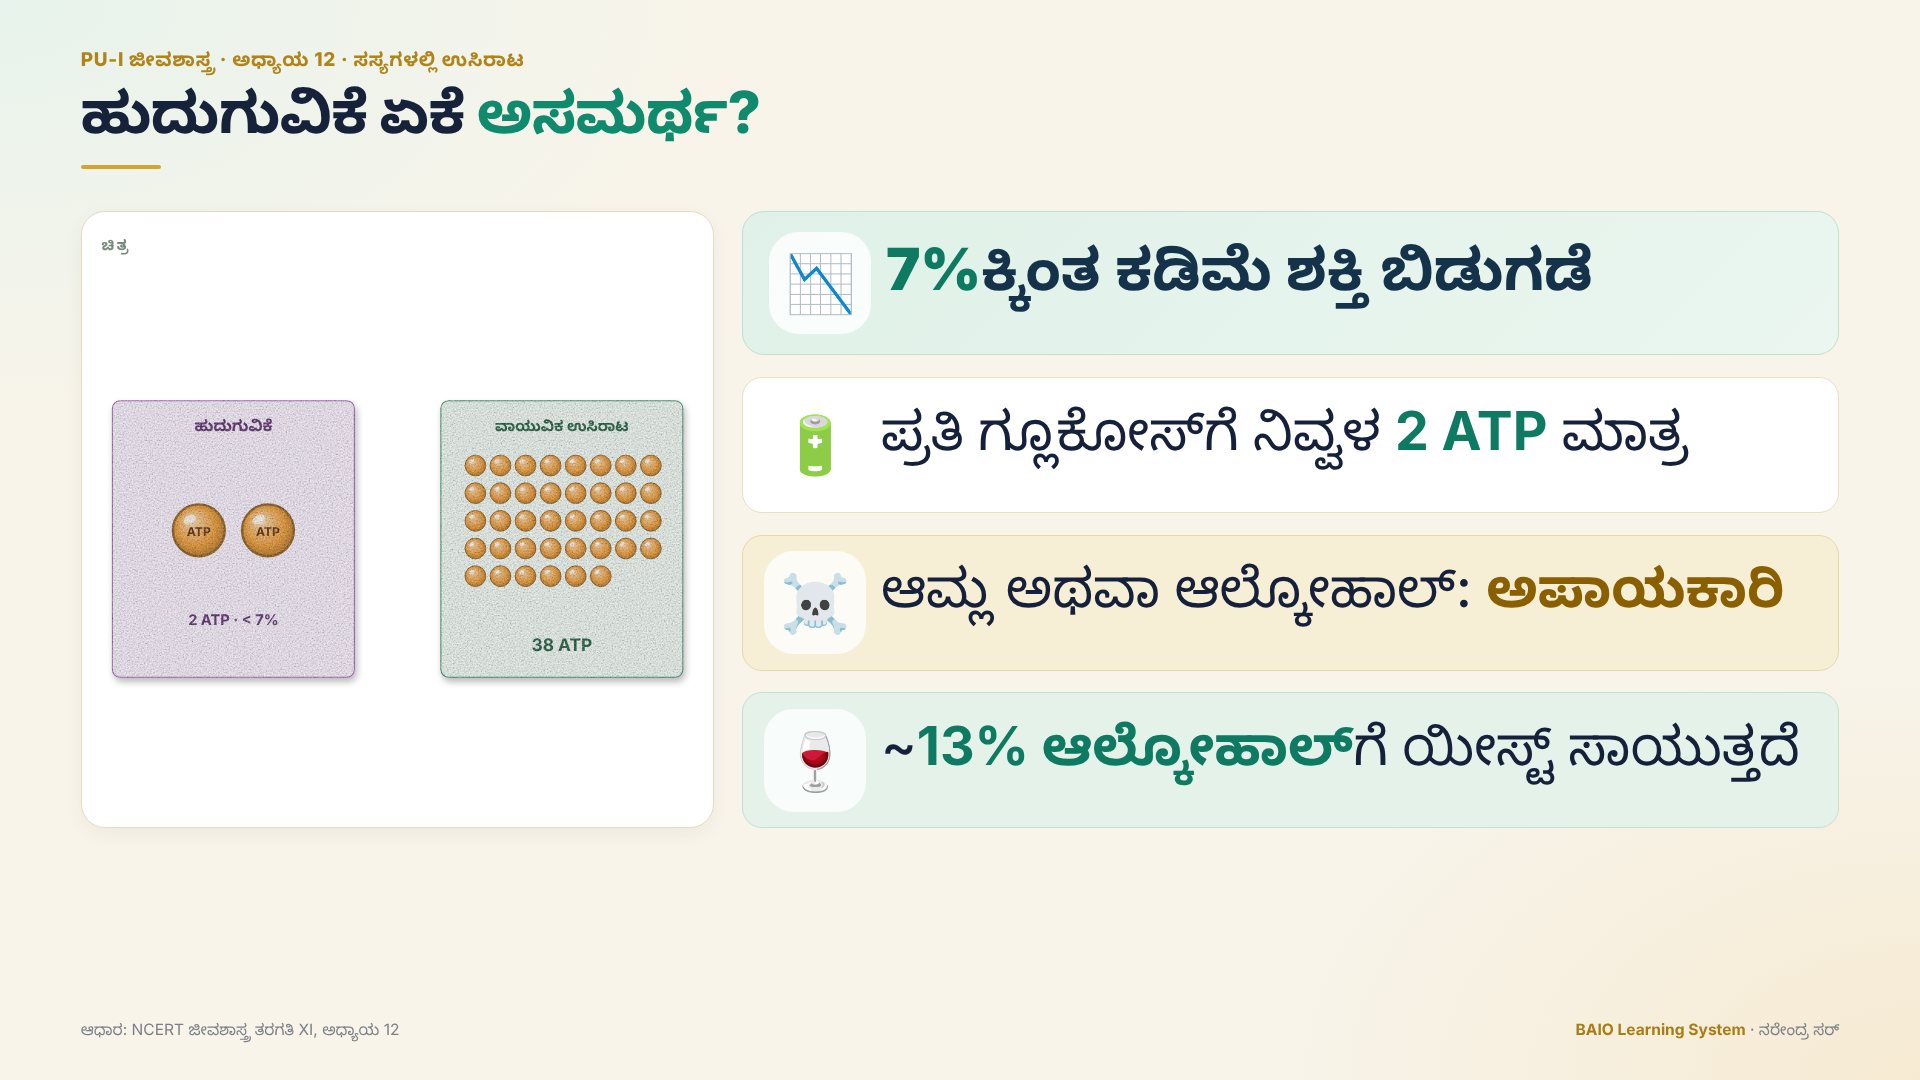 PU-I ಜೀವಶಾಸ್ತ್ರ · ಅಧ್ಯಾಯ 12 · ಸಸ್ಯಗಳಲ್ಲಿ ಉಸಿರಾಟ
ಹುದುಗುವಿಕೆ ಏಕೆ ಅಸಮರ್ಥ?
ಚಿತ್ರ
ಹುದುಗುವಿಕೆ
ATP ATP
2 ATP · < 7%
ವಾಯುವಿಕ ಉಸಿರಾಟ
38 ATP
7%ಕ್ಕಿಂತ ಕಡಿಮೆ ಶಕ್ತಿ ಬಿಡುಗಡೆ
ಪ್ರತಿ ಗ್ಲೂಕೋಸ್‌ಗೆ ನಿವ್ವಳ 2 ATP ಮಾತ್ರ
ಆಮ್ಲ ಅಥವಾ ಆಲ್ಕೋಹಾಲ್: ಅಪಾಯಕಾರಿ
~13% ಆಲ್ಕೋಹಾಲ್‌ಗೆ ಯೀಸ್ಟ್ ಸಾಯುತ್ತದೆ
ಆಧಾರ: NCERT ಜೀವಶಾಸ್ತ್ರ ತರಗತಿ XI, ಅಧ್ಯಾಯ 12
BAIO Learning System · ನರೇಂದ್ರ ಸರ್